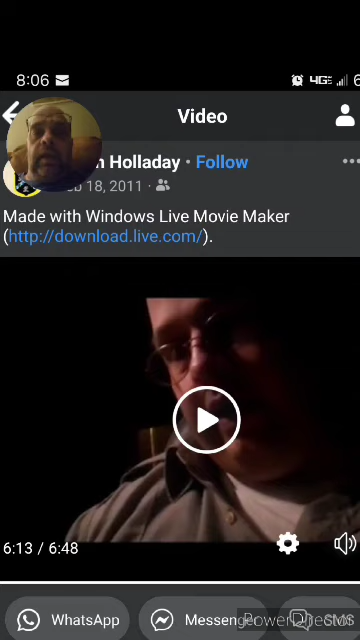 8:06 4G
Video
Holladay • Follow
b 18, 2011 •
Made with Windows Live Movie Maker
(http://download.live.com/).
6:13 / 6:48
WhatsApp
Messenger
SMS
PowerDirector